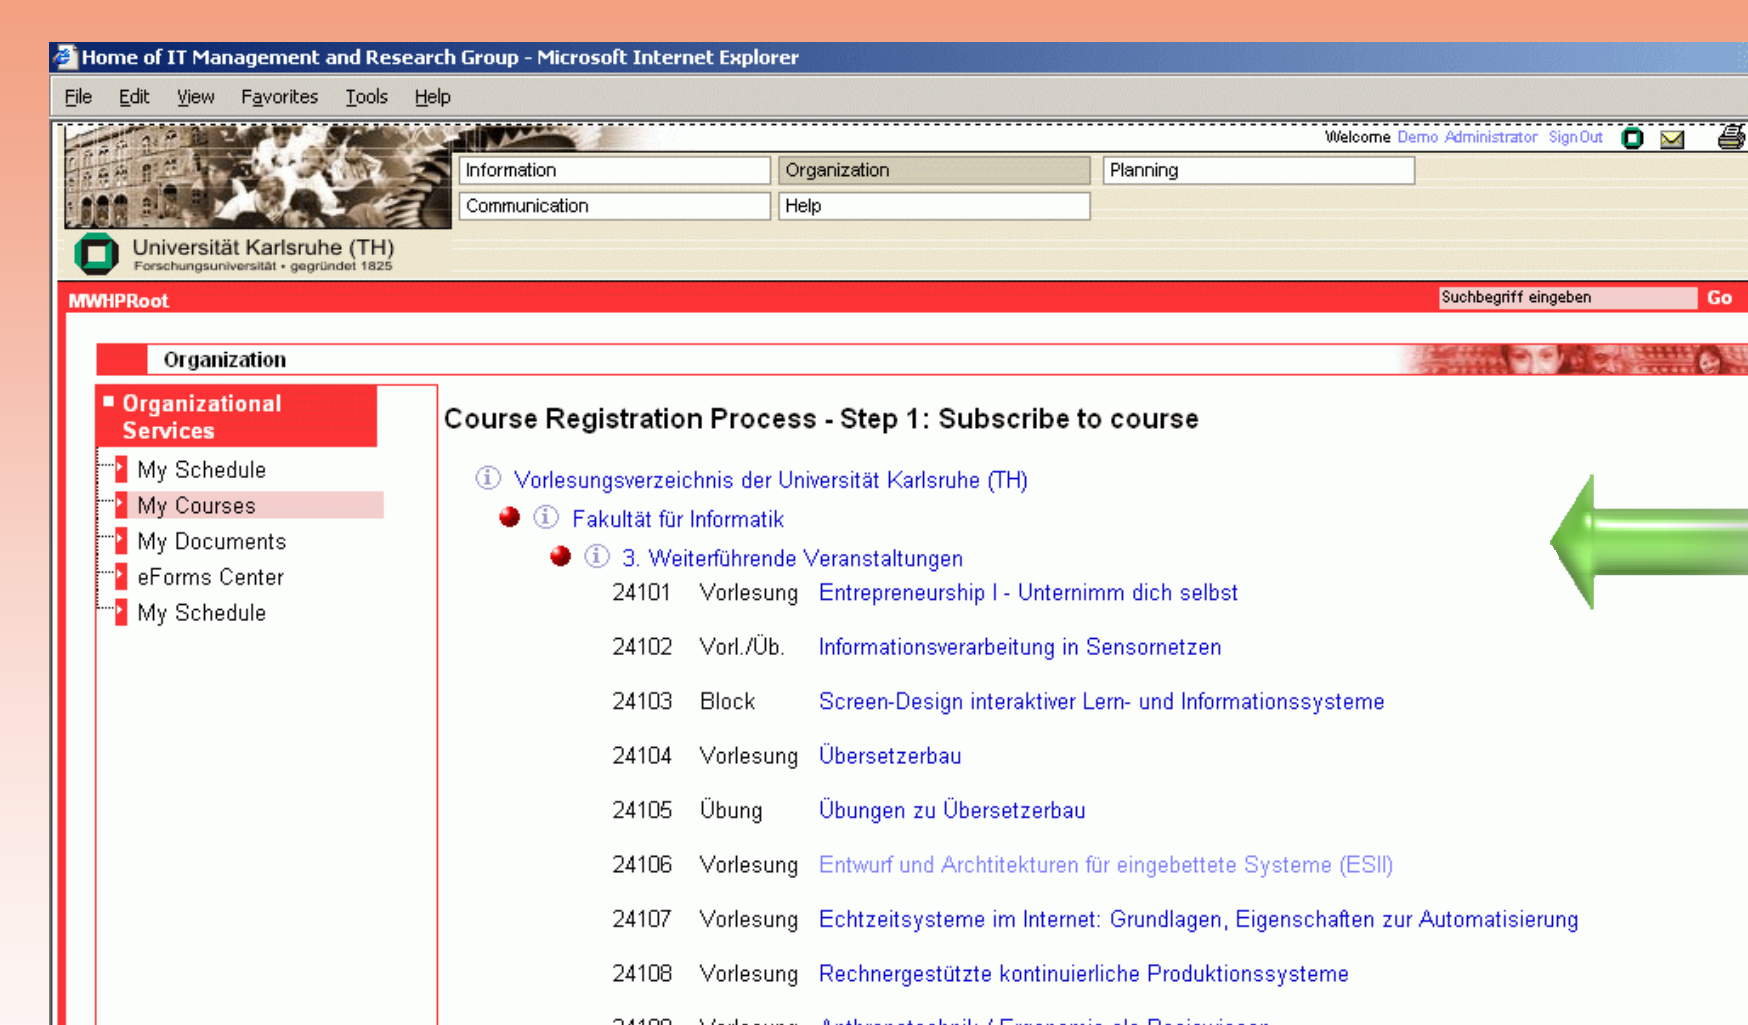 Home of IT Management and Research Group - Microsoft Internet Explorer
File Edit View Favorites Tools Help
Welcome Demo Administrator SignOut
Information Organization Planning
Communication Help
Universität Karlsruhe (TH)
Forschungsuniversität • gegründet 1825
MWHPRoot Suchbegriff eingeben Go
Organization
Organizational
Services
My Schedule
My Courses
My Documents
eForms Center
My Schedule
Course Registration Process - Step 1: Subscribe to course
Vorlesungsverzeichnis der Universität Karlsruhe (TH)
Fakultät für Informatik
3. Weiterführende Veranstaltungen
24101 Vorlesung Entrepreneurship I - Unternimm dich selbst
24102 Vorl./Üb. Informationsverarbeitung in Sensornetzen
24103 Block Screen-Design interaktiver Lern- und Informationssysteme
24104 Vorlesung Übersetzerbau
24105 Übung Übungen zu Übersetzerbau
24106 Vorlesung Entwurf und Archtitekturen für eingebettete Systeme (ESII)
24107 Vorlesung Echtzeitsysteme im Internet: Grundlagen, Eigenschaften zur Automatisierung
24108 Vorlesung Rechnergestützte kontinuierliche Produktionssysteme